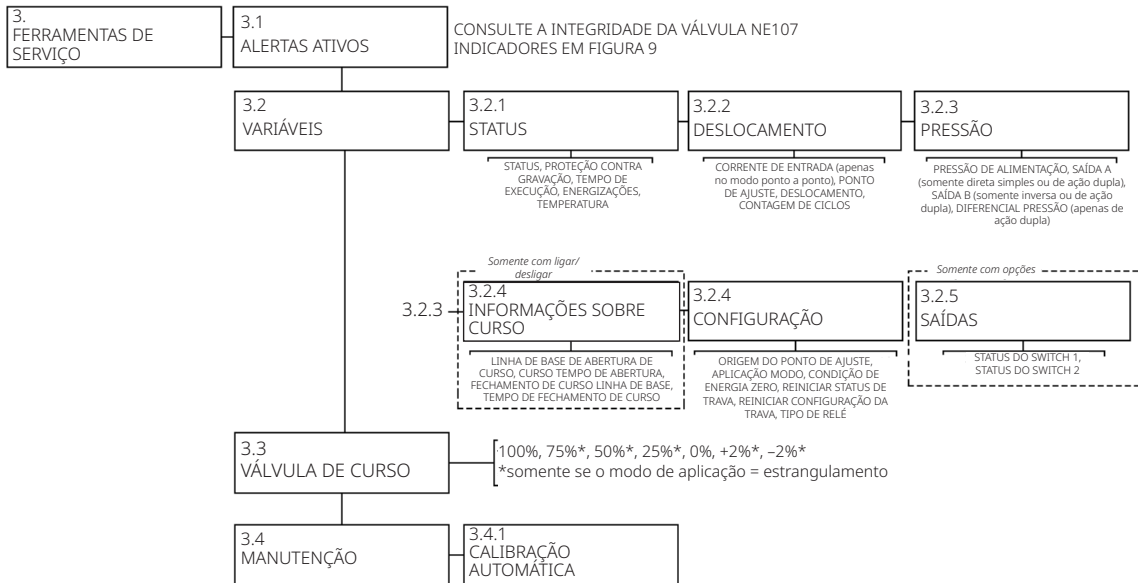 3.
FERRAMENTAS DE
SERVIÇO
3.1
ALERTAS ATIVOS
CONSULTE A INTEGRIDADE DA VÁLVULA NE107
INDICADORES EM FIGURA 9
3.2
VARIÁVEIS
3.2.1
STATUS
3.2.2
DESLOCAMENTO
3.2.3
PRESSÃO
STATUS, PROTEÇÃO CONTRA
GRAVAÇÃO, TEMPO DE
EXECUÇÃO, ENERGIZAÇÕES,
TEMPERATURA
CORRENTE DE ENTRADA (apenas
no modo ponto a ponto), PONTO
DE AJUSTE, DESLOCAMENTO,
CONTAGEM DE CICLOS
PRESSÃO DE ALIMENTAÇÃO, SAÍDA A
(somente direta simples ou de ação dupla),
SAÍDA B (somente inversa ou de ação
dupla), DIFERENCIAL PRESSÃO (apenas de
ação dupla)
Somente com ligar/
desligar
Somente com opções
3.2.3
3.2.4
INFORMAÇÕES SOBRE
CURSO
3.2.4
CONFIGURAÇÃO
3.2.5
SAÍDAS
LINHA DE BASE DE ABERTURA DE
CURSO, CURSO TEMPO DE ABERTURA,
FECHAMENTO DE CURSO LINHA DE BASE,
TEMPO DE FECHAMENTO DE CURSO
ORIGEM DO PONTO DE AJUSTE,
APLICAÇÃO MODO, CONDIÇÃO DE
ENERGIA ZERO, REINICIAR STATUS DE
TRAVA, REINICIAR CONFIGURAÇÃO DA
TRAVA, TIPO DE RELÉ
STATUS DO SWITCH 1,
STATUS DO SWITCH 2
3.3
VÁLVULA DE CURSO
100%, 75%*, 50%*, 25%*, 0%, +2%*, –2%*
*somente se o modo de aplicação = estrangulamento
3.4
MANUTENÇÃO
3.4.1
CALIBRAÇÃO
AUTOMÁTICA